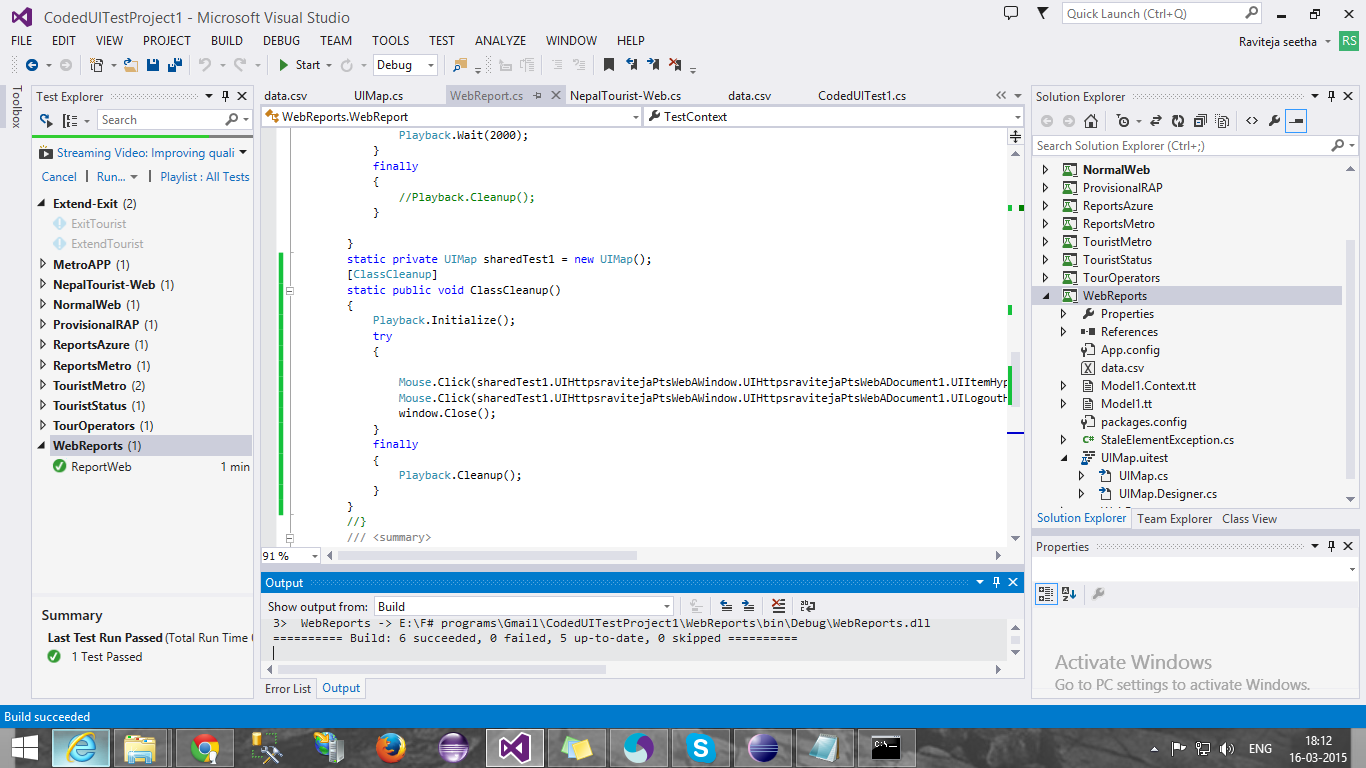 CodedUITestProject1 - Microsoft Visual Studio
Quick Launch (Ctrl+Q)
FILE EDIT VIEW PROJECT BUILD DEBUG TEAM TOOLS TEST ANALYZE WINDOW HELP
Raviteja seetha RS
Start Debug
Toolbox
Test Explorer
Search
Streaming Video: Improving quali
Cancel | Run... | Playlist : All Tests
Extend-Exit (2)
ExitTourist
ExtendTourist
MetroAPP (1)
NepalTourist-Web (1)
NormalWeb (1)
ProvisionalRAP (1)
ReportsAzure (1)
ReportsMetro (1)
TouristMetro (2)
TouristStatus (1)
TourOperators (1)
WebReports (1)
ReportWeb 1 min
Summary
Last Test Run Passed (Total Run Time
1 Test Passed
data.csv UIMap.cs WebReport.cs NepalTourist-Web.cs data.csv CodedUITest1.cs
WebReports.WebReport TestContext
Playback.Wait(2000);
}
finally
{
//Playback.Cleanup();
}
}
static private UIMap sharedTest1 = new UIMap();
[ClassCleanup]
static public void ClassCleanup()
{
Playback.Initialize();
try
{
Mouse.Click(sharedTest1.UIHttpsravitejaPtsWebAWindow.UIHttpsravitejaPtsWebADocument1.UIItemHyp
Mouse.Click(sharedTest1.UIHttpsravitejaPtsWebAWindow.UIHttpsravitejaPtsWebADocument1.UILogoutH
window.Close();
}
finally
{
Playback.Cleanup();
}
}
//}
/// <summary>
91 %
Output
Show output from: Build
3> WebReports -> E:\F# programs\Gmail\CodedUITestProject1\WebReports\bin\Debug\WebReports.dll
========== Build: 6 succeeded, 0 failed, 5 up-to-date, 0 skipped ==========
Error List Output
Solution Explorer
Search Solution Explorer (Ctrl+;)
NormalWeb
ProvisionalRAP
ReportsAzure
ReportsMetro
TouristMetro
TouristStatus
TourOperators
WebReports
Properties
References
App.config
data.csv
Model1.Context.tt
Model1.tt
packages.config
C# StaleElementException.cs
UIMap.uitest
UIMap.cs
UIMap.Designer.cs
Solution Explorer Team Explorer Class View
Properties
Activate Windows
Go to PC settings to activate Windows.
Build succeeded
ENG
18:12
16-03-2015